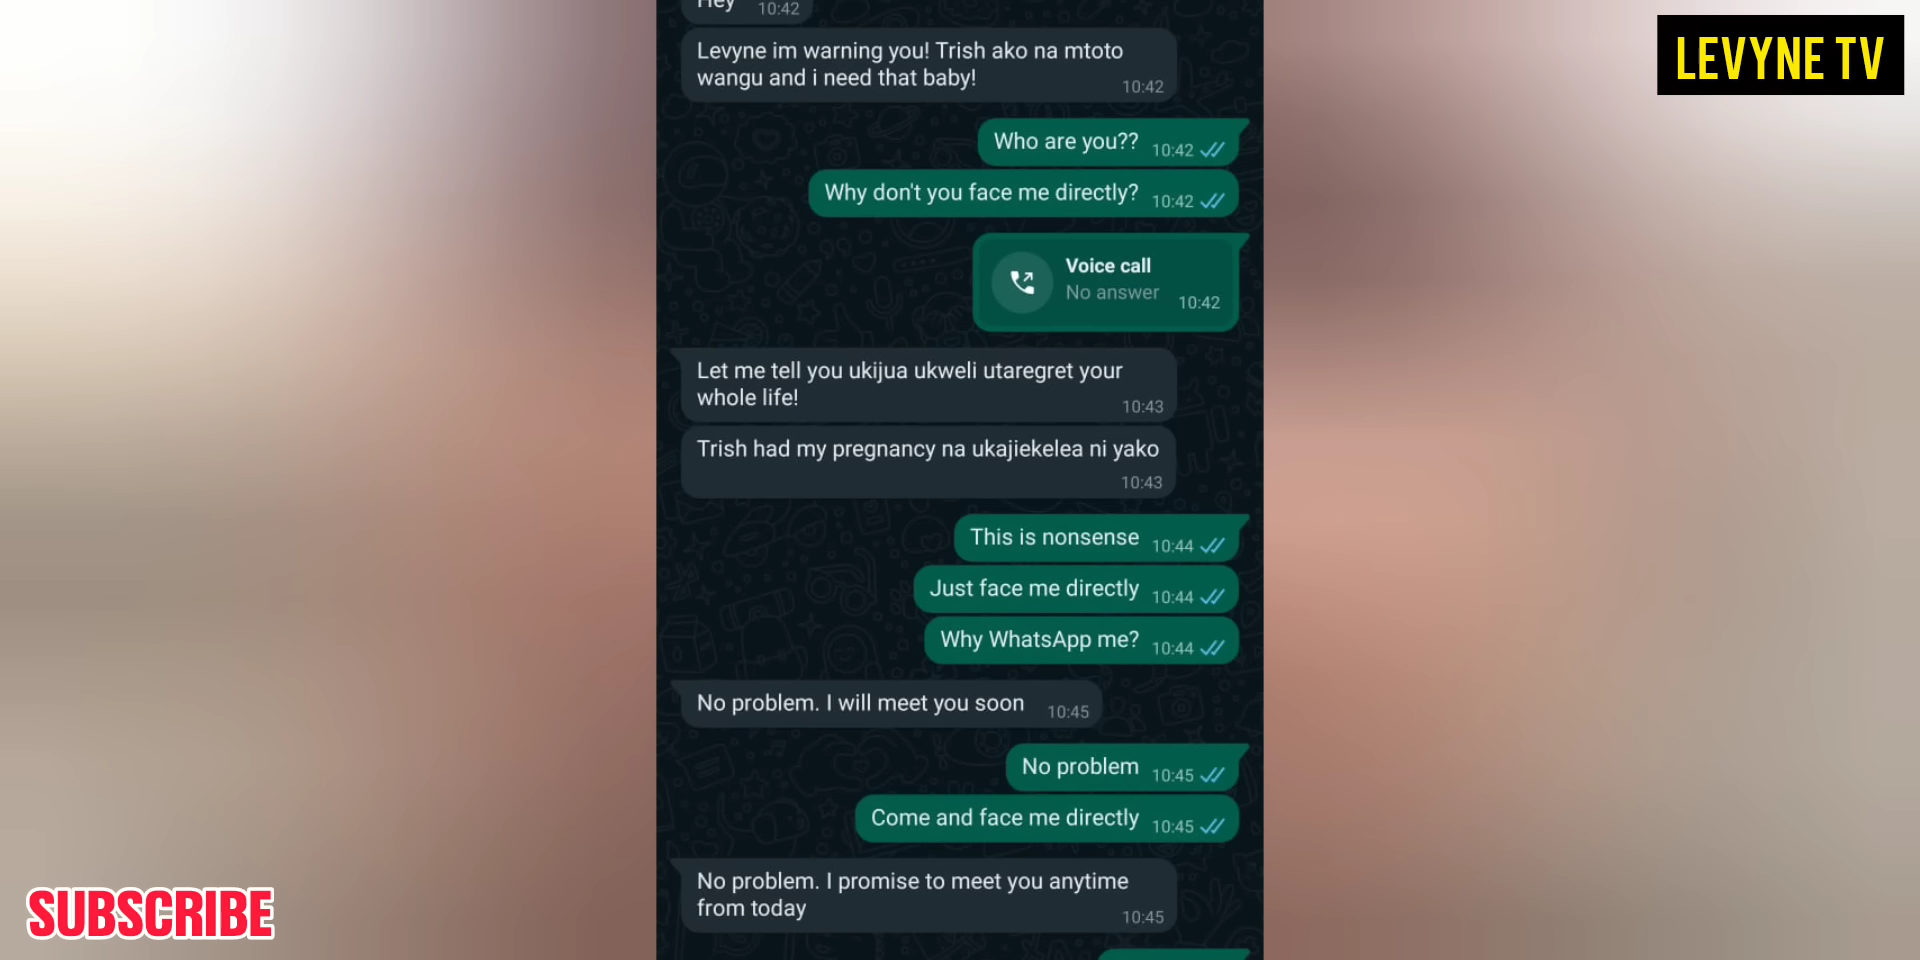 Hey 10:42
LEVYNE TV
Levyne im warning you! Trish ako na mtoto
wangu and i need that baby!
10:42
Who are you?? 10:42
Why don't you face me directly? 10:42
Voice call
No answer 10:42
Let me tell you ukijua ukweli utaregret your
whole life!
10:43
Trish had my pregnancy na ukajiekelea ni yako
10:43
This is nonsense 10:44
Just face me directly 10:44
Why WhatsApp me? 10:44
No problem. I will meet you soon 10:45
No problem 10:45
Come and face me directly 10:45
No problem. I promise to meet you anytime
from today
10:45
SUBSCRIBE